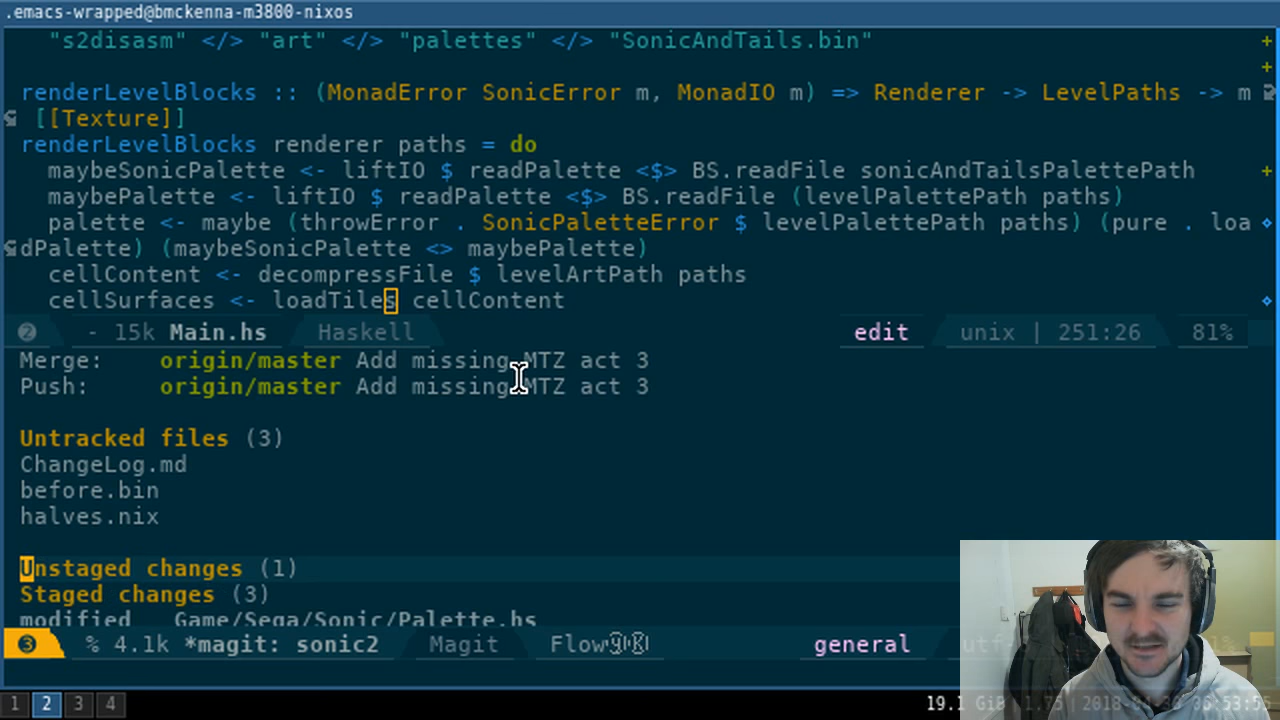 .emacs-wrapped@bmckenna-m3800-nixos
"s2disasm" </> "art" </> "palettes" </> "SonicAndTails.bin"
renderLevelBlocks :: (MonadError SonicError m, MonadIO m) => Renderer -> LevelPaths -> m
[[Texture]]
renderLevelBlocks renderer paths = do
maybeSonicPalette <- liftIO $ readPalette <$> BS.readFile sonicAndTailsPalettePath
maybePalette <- liftIO $ readPalette <$> BS.readFile (levelPalettePath paths)
palette <- maybe (throwError . SonicPaletteError $ levelPalettePath paths) (pure . loa
dPalette) (maybeSonicPalette <> maybePalette)
cellContent <- decompressFile $ levelArtPath paths
cellSurfaces <- loadTiles cellContent
2 - 15k Main.hs Haskell edit unix | 251:26 81%
Merge: origin/master Add missing MTZ act 3
Push: origin/master Add missing MTZ act 3
Untracked files (3)
ChangeLog.md
before.bin
halves.nix
Unstaged changes (1)
Staged changes (3)
modified Game/Sega/Sonic/Palette.hs
3 % 4.1k *magit: sonic2 Magit general
1 2 3 4 19.1 GiB | 1.75 |